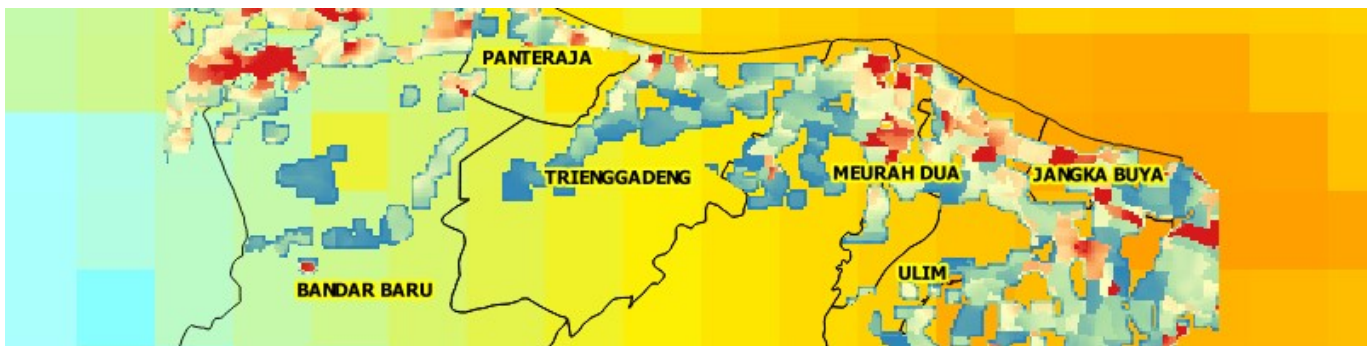 PANTERAJA
TRIENGGADENG
MEURAH DUA
JANGKA BUYA
ULIM
BANDAR BARU